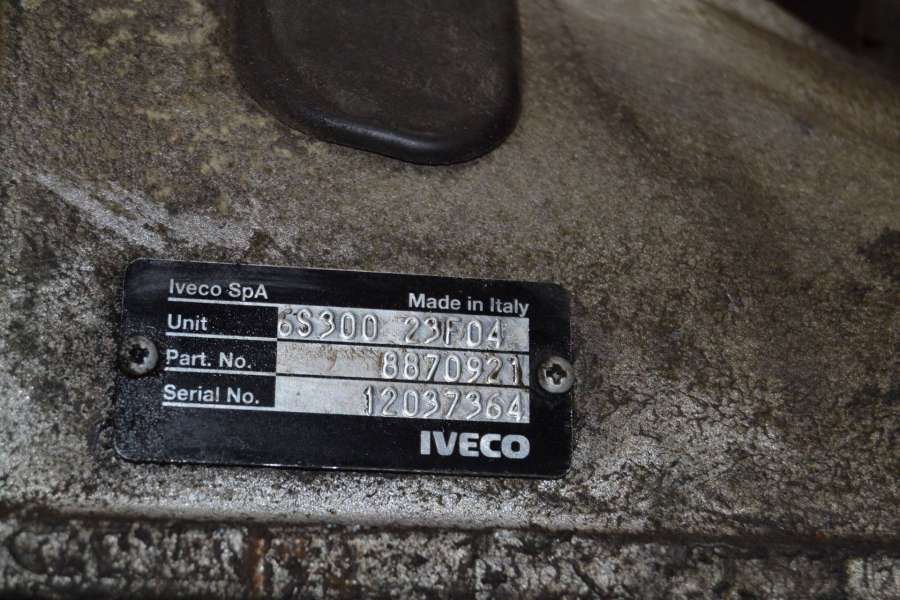 Iveco SpA
Made in Italy
Unit 6S300 23F04
Part. No. 8870921
Serial No. 12037364
IVECO